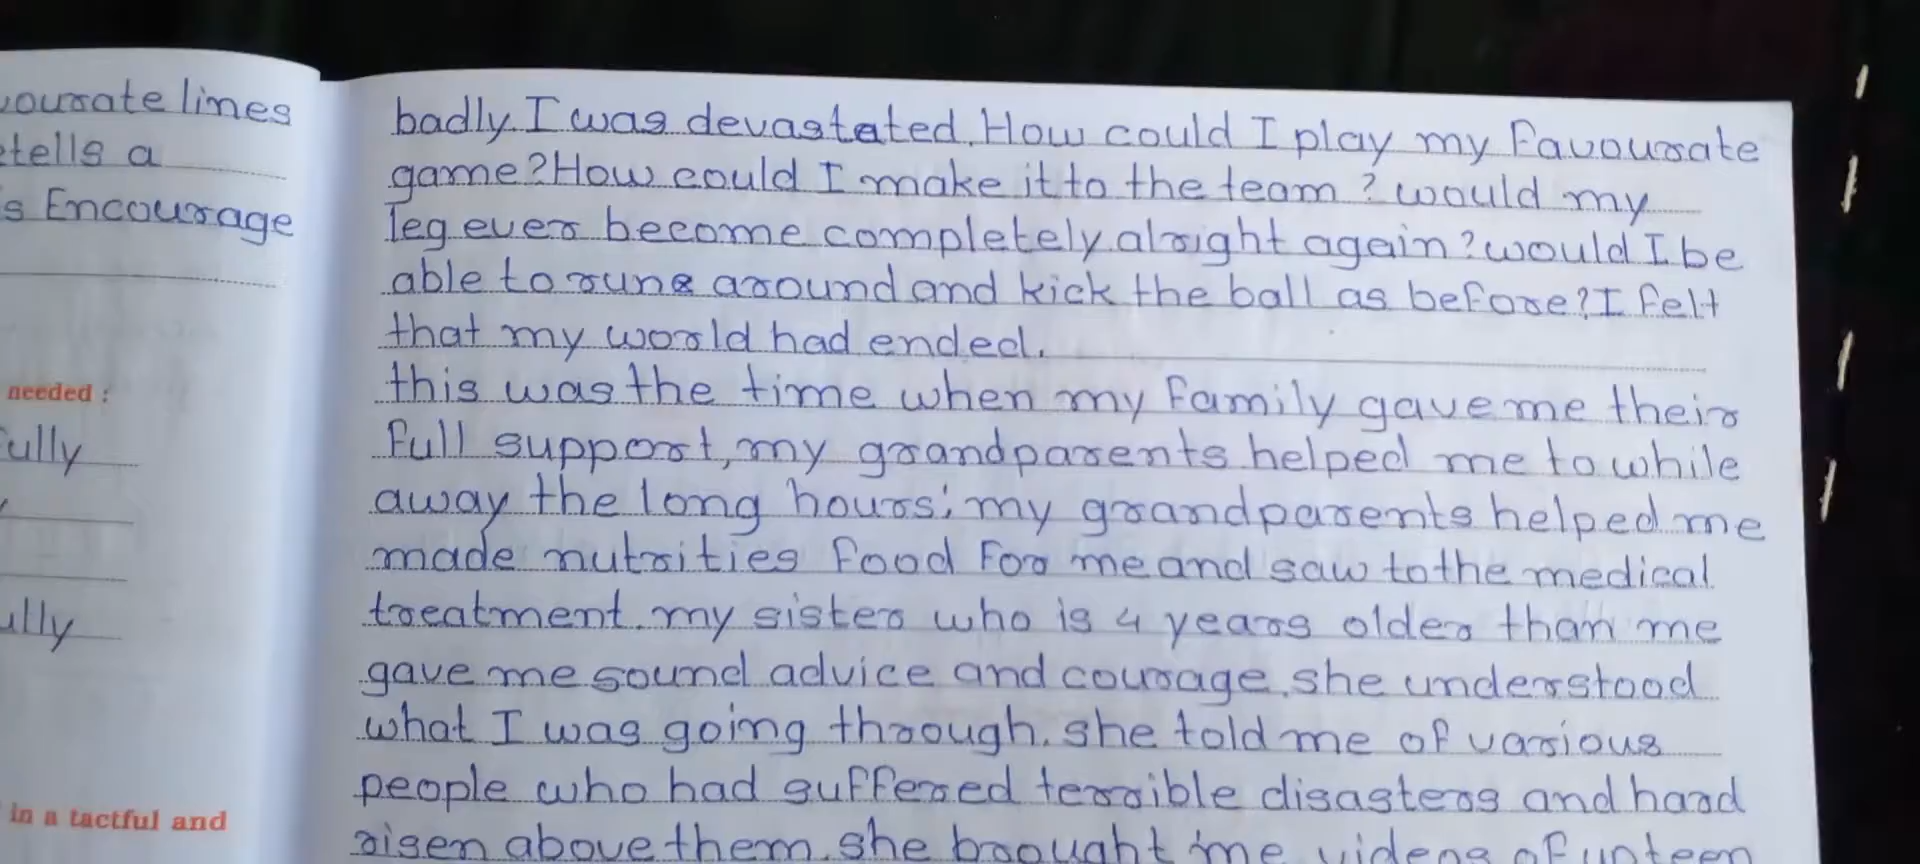 ourate lines
tells a
s Encourage
needed :
ully
ully
in a tactful and
badly. I was devastated. How could I play my favourate
game? How could I make it to the team? would my
leg ever become completely alright again? would I be
able to rune around and kick the ball as before? I felt
that my world had ended.
this was the time when my family gave me their
full support, my grandparents helped me to while
away the long hours; my grandparents helped me
made nutrities food for me and saw to the medical
treatment. my sister who is 4 years older than me
gave me sound advice and courage. she understood
what I was going through. she told me of various
people who had suffered terrible disasters and hard
risen above them. she brought me videos of